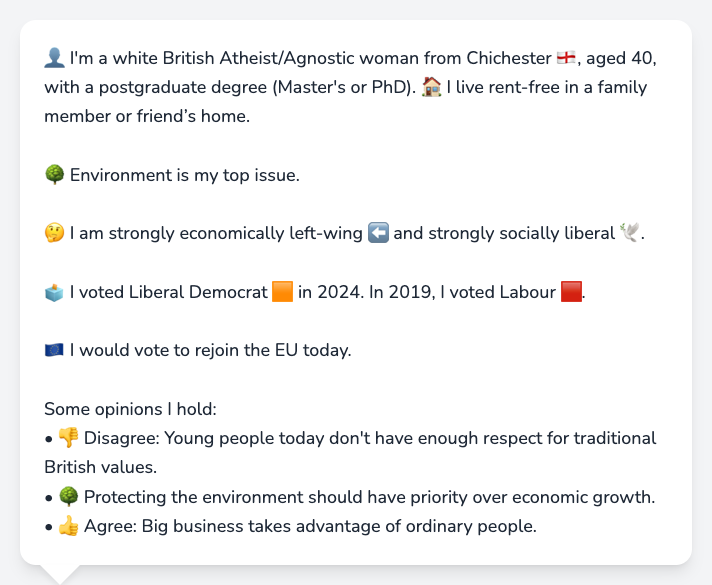 👤 I'm a white British Atheist/Agnostic woman from Chichester 🏴󠁧󠁢󠁥󠁮󠁧󠁿, aged 40,
with a postgraduate degree (Master's or PhD). 🏠 I live rent-free in a family
member or friend’s home.
🌳 Environment is my top issue.
🤔 I am strongly economically left-wing ⬅️ and strongly socially liberal 🕊️.
🗳️ I voted Liberal Democrat 🟧 in 2024. In 2019, I voted Labour 🟥.
🇪🇺 I would vote to rejoin the EU today.
Some opinions I hold:
• 👎 Disagree: Young people today don't have enough respect for traditional
British values.
• 🌳 Protecting the environment should have priority over economic growth.
• 👍 Agree: Big business takes advantage of ordinary people.